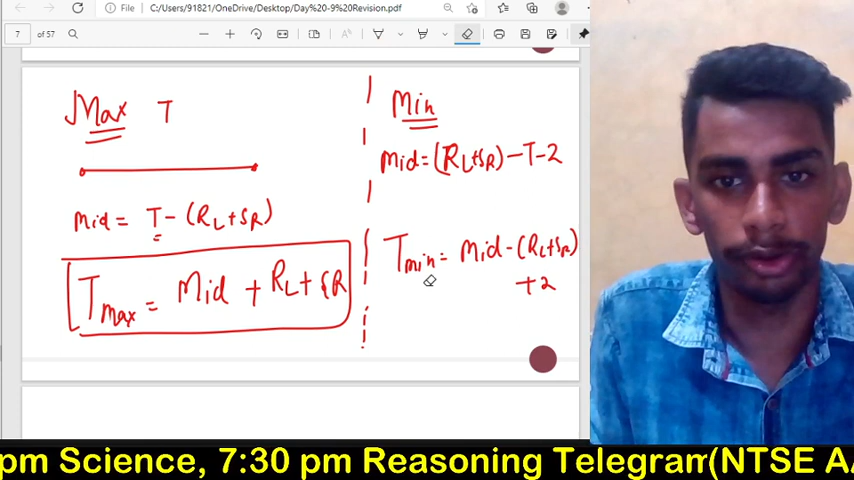 File | C:/Users/91821/OneDrive/Desktop/Day%20-9%20Revision.pdf
7 of 57
Max T
Mid = T - (RL+SR)
Tmax = Mid + RL + SR
Min
Mid = (RL+SR) - T - 2
Tmin = Mid - (RL+SR)
+2
pm Science, 7:30 pm Reasoning Telegram(NTSE AA